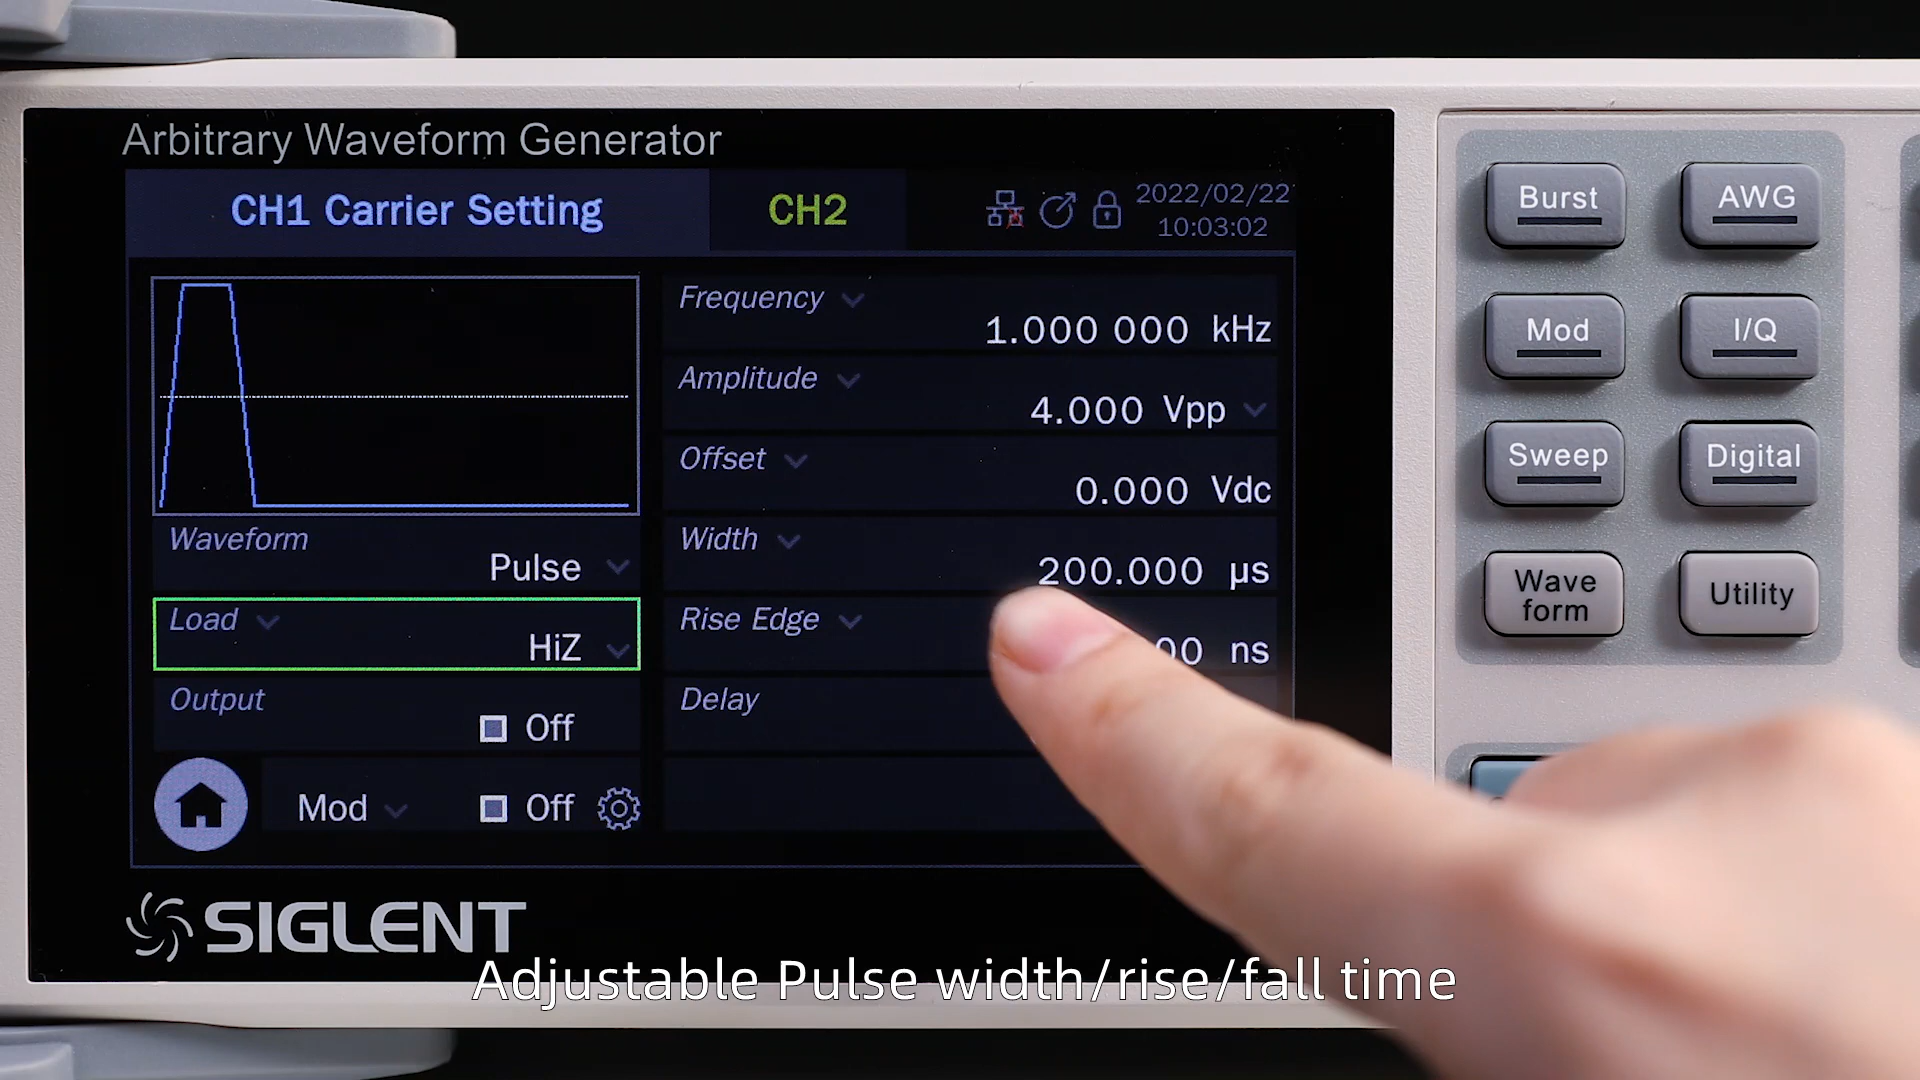 Arbitrary Waveform Generator
CH1 Carrier Setting
CH2
2022/02/22
10:03:02
Frequency
1.000 000 kHz
Amplitude
4.000 Vpp
Offset
0.000 Vdc
Width
200.000 µs
Rise Edge
ns
Delay
Waveform
Pulse
Load
HiZ
Output
Off
Mod
Off
SIGLENT
Burst
AWG
Mod
I/Q
Sweep
Digital
Wave
form
Utility
Adjustable Pulse width/rise/fall time